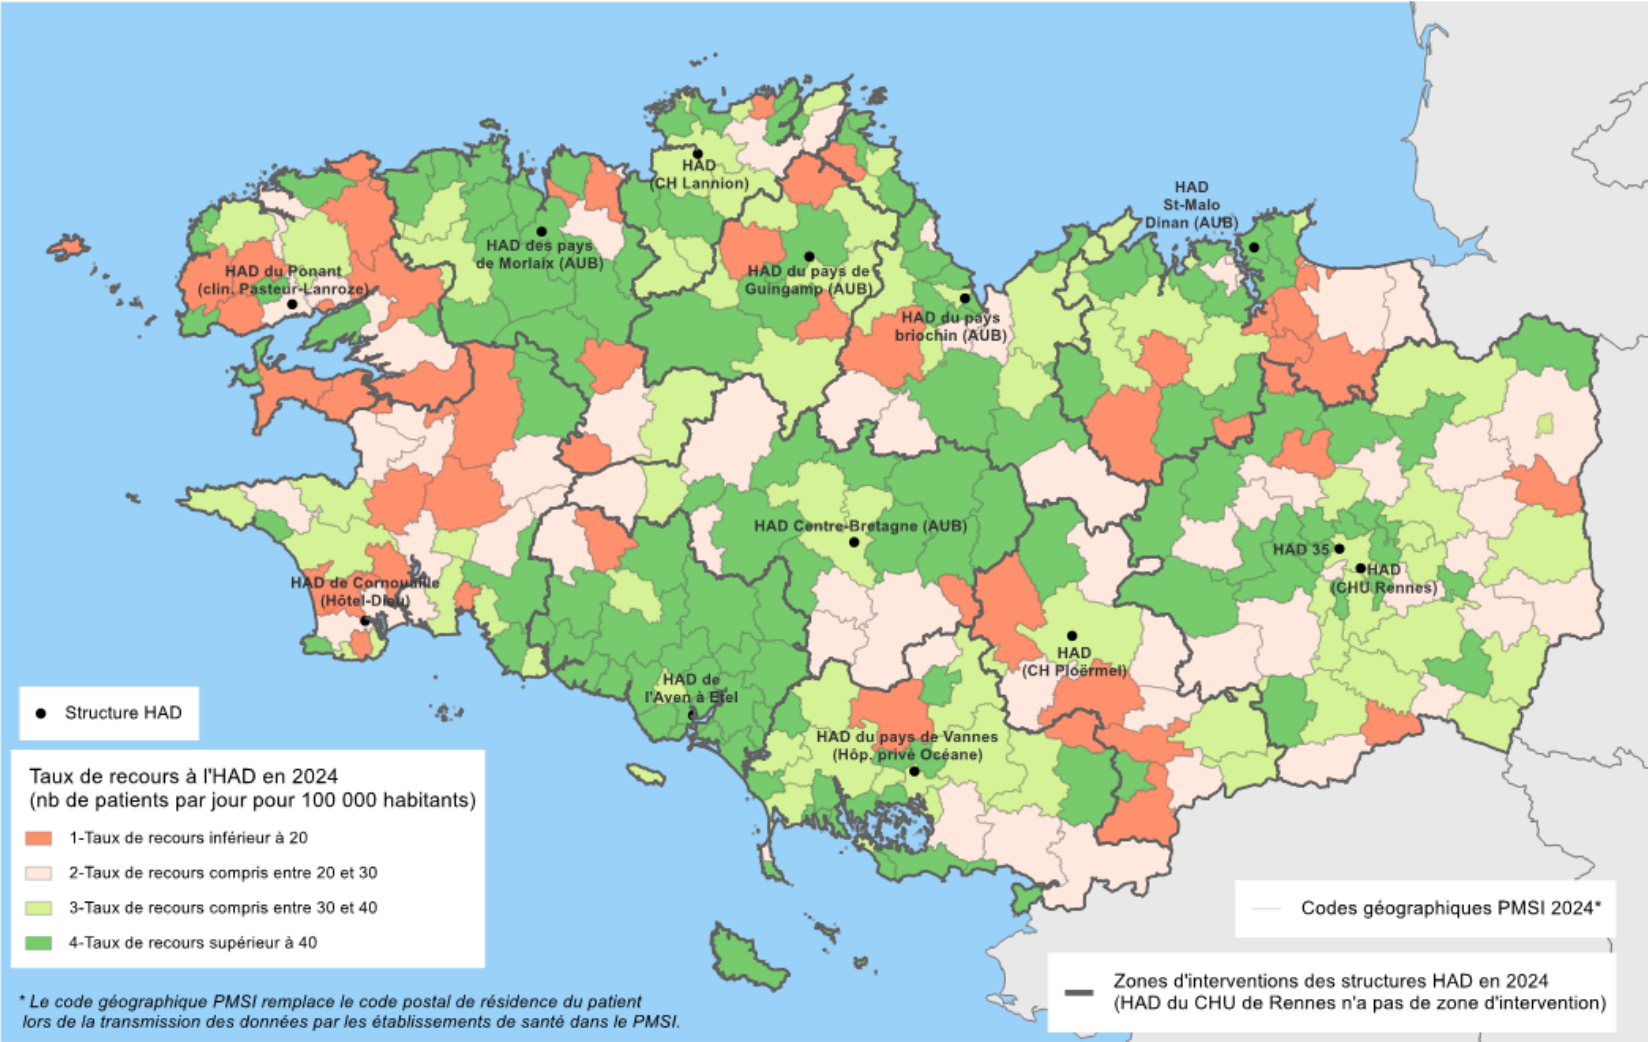 HAD
(CH Lannion)
HAD
St-Malo
Dinan (AUB)
HAD des pays
de Morlaix (AUB)
HAD du Ponant
(clin. Pasteur-Lanroze)
HAD du pays de
Guingamp (AUB)
HAD du pays
briochin (AUB)
HAD Centre-Bretagne (AUB)
HAD 35
HAD
(CHU Rennes)
HAD de Cornouaille
(Hôtel-Dieu)
HAD
(CH Ploërmel)
HAD de
l'Aven à Etel
HAD du pays de Vannes
(Hôp. privé Océane)
Structure HAD
Taux de recours à l'HAD en 2024
(nb de patients par jour pour 100 000 habitants)
1-Taux de recours inférieur à 20
2-Taux de recours compris entre 20 et 30
3-Taux de recours compris entre 30 et 40
4-Taux de recours supérieur à 40
* Le code géographique PMSI remplace le code postal de résidence du patient
lors de la transmission des données par les établissements de santé dans le PMSI.
Codes géographiques PMSI 2024*
Zones d'interventions des structures HAD en 2024
(HAD du CHU de Rennes n'a pas de zone d'intervention)